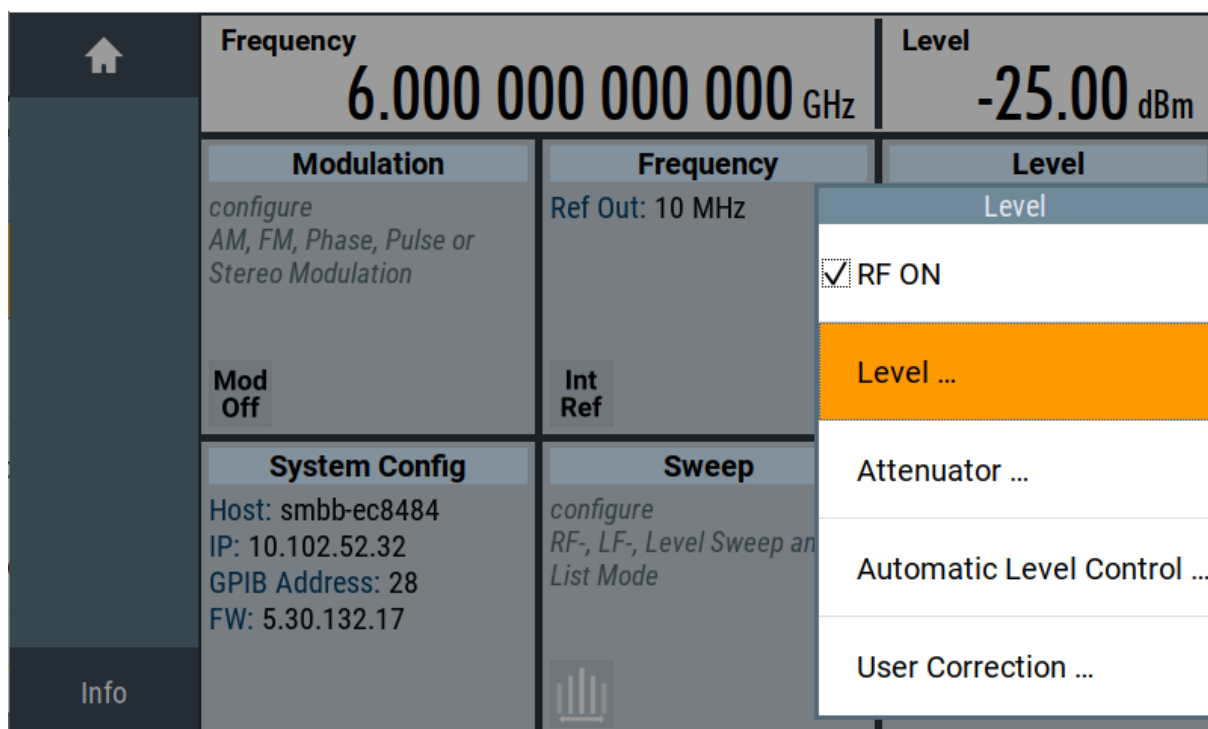 Frequency
6.000 000 000 000 GHz
Level
-25.00 dBm
Modulation
configure
AM, FM, Phase, Pulse or
Stereo Modulation
Mod
Off
Frequency
Ref Out: 10 MHz
Int
Ref
Level
Level
RF ON
Level ...
Attenuator ...
Automatic Level Control ...
User Correction ...
System Config
Host: smbb-ec8484
IP: 10.102.52.32
GPIB Address: 28
FW: 5.30.132.17
Sweep
configure
RF-, LF-, Level Sweep an
List Mode
Info